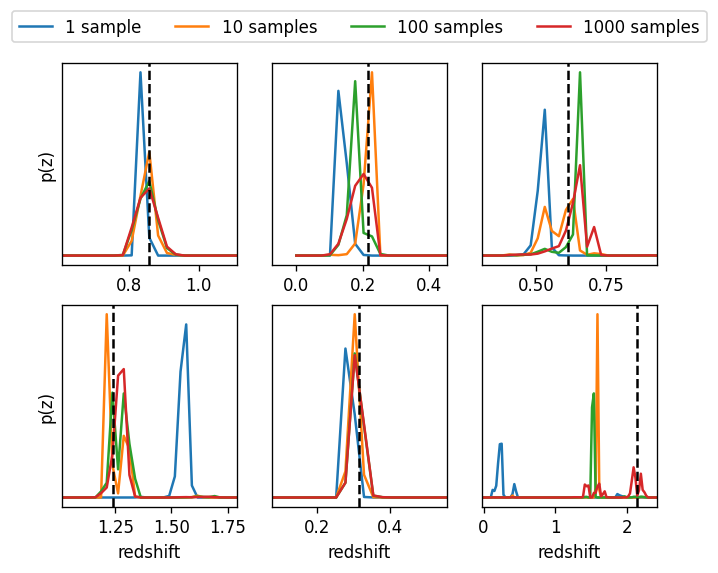 1 sample 10 samples 100 samples 1000 samples
p(z)
0.8 1.0 0.0 0.2 0.4 0.50 0.75
p(z)
1.25 1.50 1.75 0.2 0.4 0 1 2
redshift redshift redshift